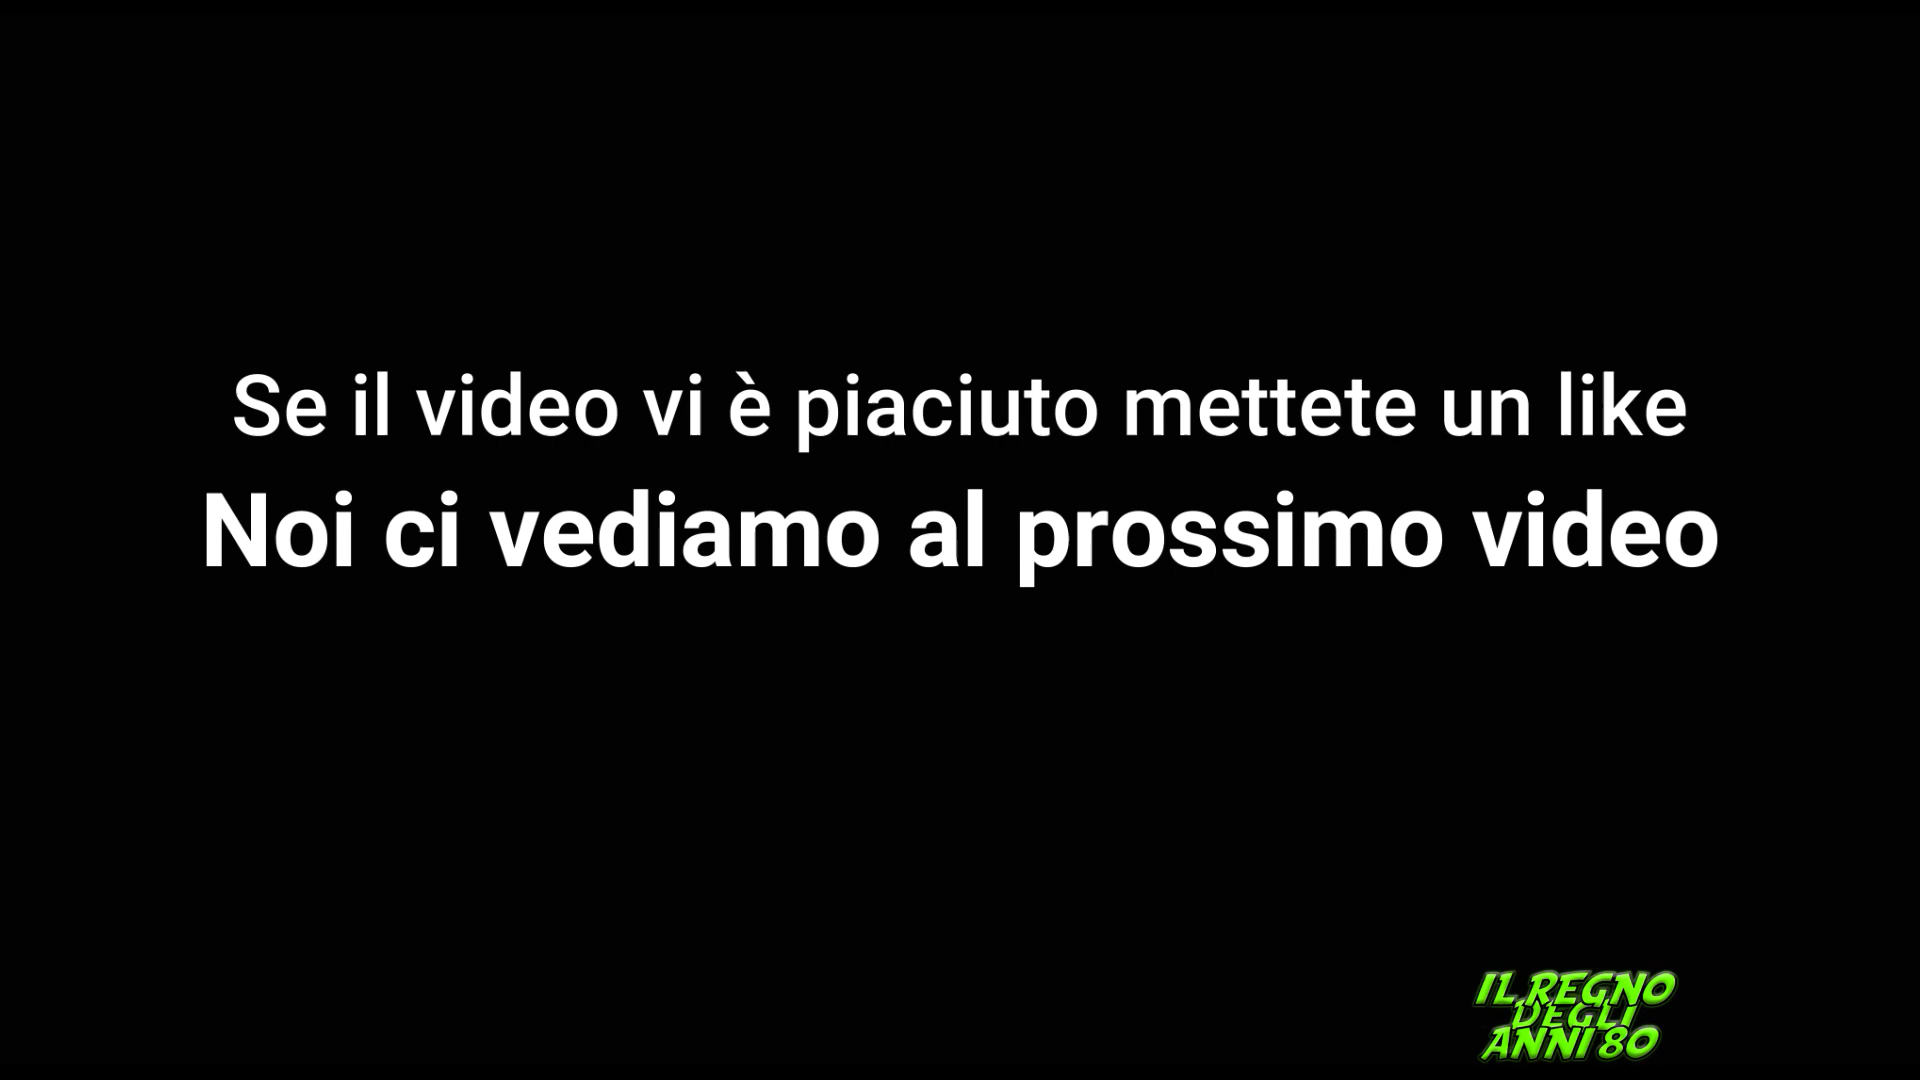 Se il video vi è piaciuto mettete un like
Noi ci vediamo al prossimo video
IL REGNO
DEGLI
ANNI 80